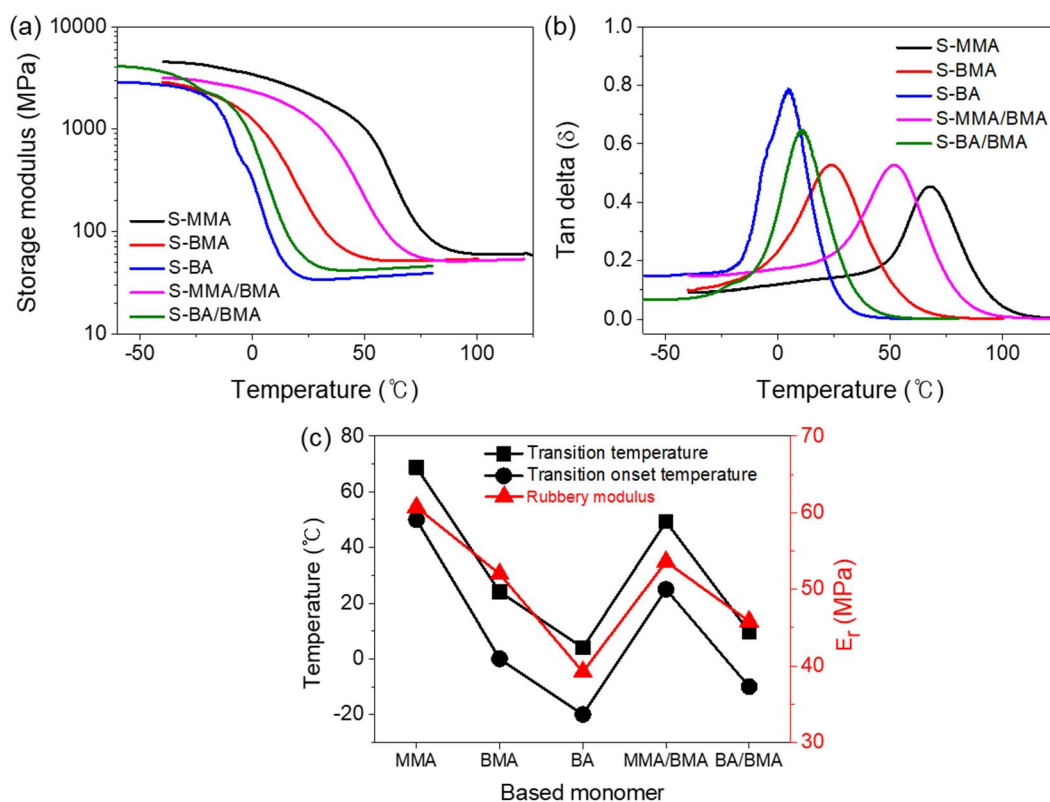 (a)
Storage modulus (MPa)
10000
1000
100
10
S-MMA
S-BMA
S-BA
S-MMA/BMA
S-BA/BMA
-50 0 50 100
Temperature (℃)
(b)
Tan delta (δ)
1.0
0.8
0.6
0.4
0.2
0.0
S-MMA
S-BMA
S-BA
S-MMA/BMA
S-BA/BMA
-50 0 50 100
Temperature (℃)
(c)
Temperature (℃)
80
60
40
20
0
-20
Transition temperature
Transition onset temperature
Rubbery modulus
70
60
50
40
30
Er (MPa)
MMA BMA BA MMA/BMA BA/BMA
Based monomer